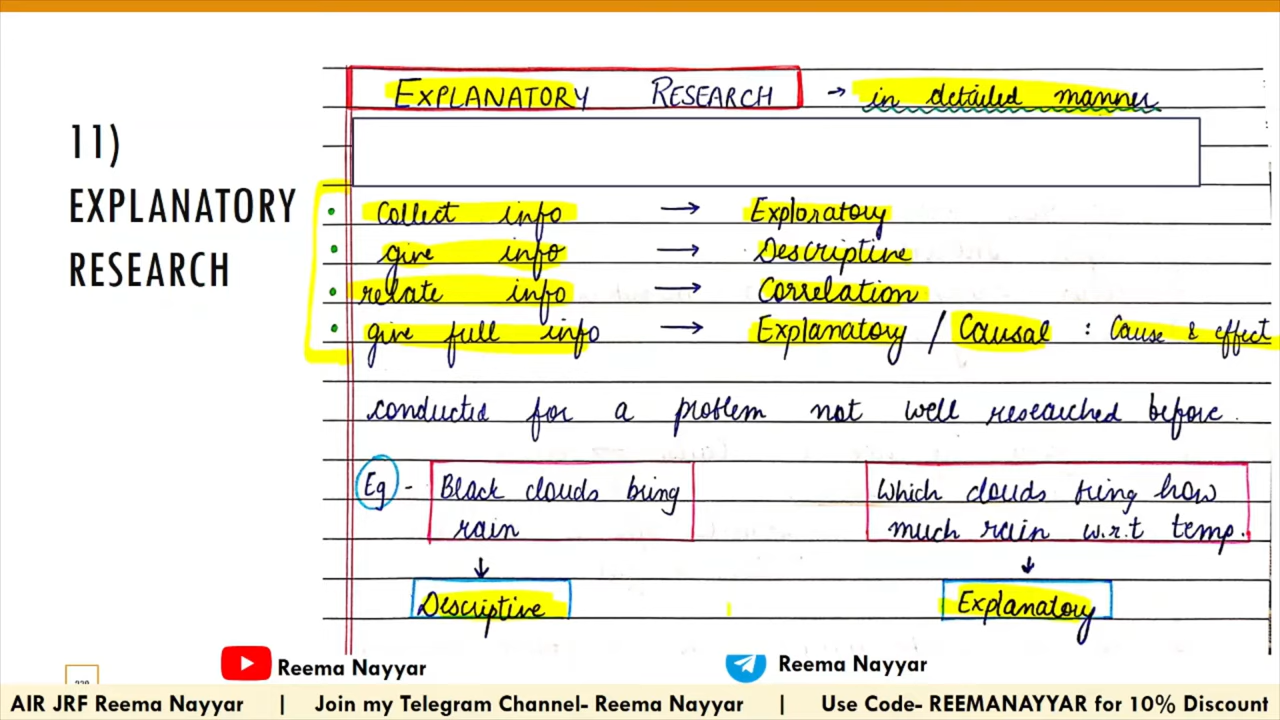 11)
EXPLANATORY
RESEARCH
EXPLANATORY RESEARCH → in detailed manner
• Collect info → Exploratory
• give info → Descriptive
• relate info → Correlation
• give full info → Explanatory / Causal : Cause & effect
conducted for a problem not well researched before.
Eg - Black clouds bring
rain
Which clouds bring how
much rain w.r.t temp.
Descriptive
Explanatory
Reema Nayyar
Reema Nayyar
AIR JRF Reema Nayyar | Join my Telegram Channel- Reema Nayyar | Use Code- REEMANAYYAR for 10% Discount